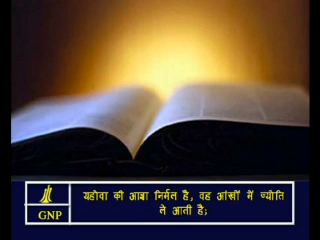 यहोवा की आज्ञा निर्मल है, वह आंखों में ज्योति
ले आती है;
GNP